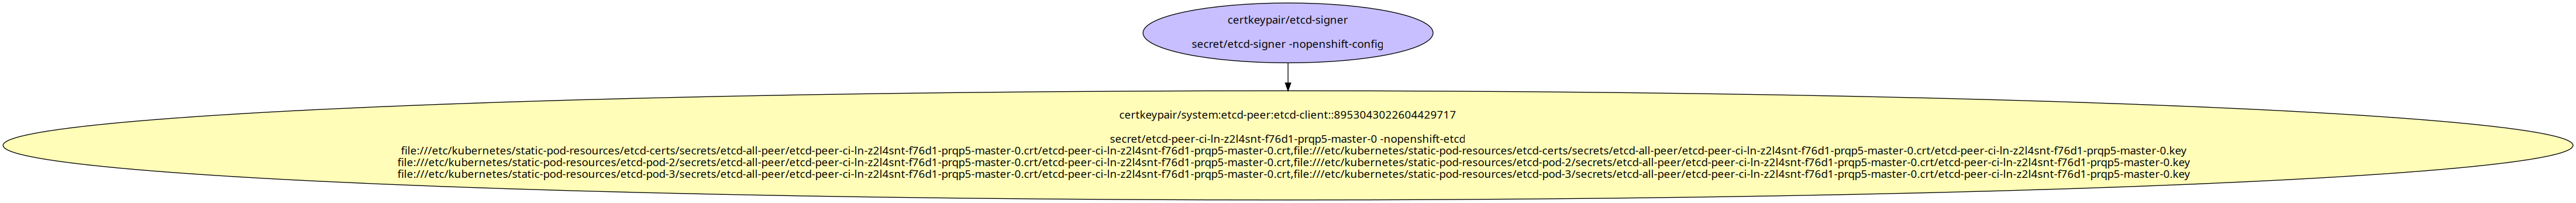 certkeypair/etcd-signer
secret/etcd-signer -nopenshift-config
certkeypair/system:etcd-peer:etcd-client::8953043022604429717
secret/etcd-peer-ci-ln-z2l4snt-f76d1-prqp5-master-0 -nopenshift-etcd
file:///etc/kubernetes/static-pod-resources/etcd-certs/secrets/etcd-all-peer/etcd-peer-ci-ln-z2l4snt-f76d1-prqp5-master-0.crt/etcd-peer-ci-ln-z2l4snt-f76d1-prqp5-master-0.crt,file:///etc/kubernetes/static-pod-resources/etcd-certs/secrets/etcd-all-peer/etcd-peer-ci-ln-z2l4snt-f76d1-prqp5-master-0.crt/etcd-peer-ci-ln-z2l4snt-f76d1-prqp5-master-0.key
file:///etc/kubernetes/static-pod-resources/etcd-pod-2/secrets/etcd-all-peer/etcd-peer-ci-ln-z2l4snt-f76d1-prqp5-master-0.crt/etcd-peer-ci-ln-z2l4snt-f76d1-prqp5-master-0.crt,file:///etc/kubernetes/static-pod-resources/etcd-pod-2/secrets/etcd-all-peer/etcd-peer-ci-ln-z2l4snt-f76d1-prqp5-master-0.crt/etcd-peer-ci-ln-z2l4snt-f76d1-prqp5-master-0.key
file:///etc/kubernetes/static-pod-resources/etcd-pod-3/secrets/etcd-all-peer/etcd-peer-ci-ln-z2l4snt-f76d1-prqp5-master-0.crt/etcd-peer-ci-ln-z2l4snt-f76d1-prqp5-master-0.crt,file:///etc/kubernetes/static-pod-resources/etcd-pod-3/secrets/etcd-all-peer/etcd-peer-ci-ln-z2l4snt-f76d1-prqp5-master-0.crt/etcd-peer-ci-ln-z2l4snt-f76d1-prqp5-master-0.key